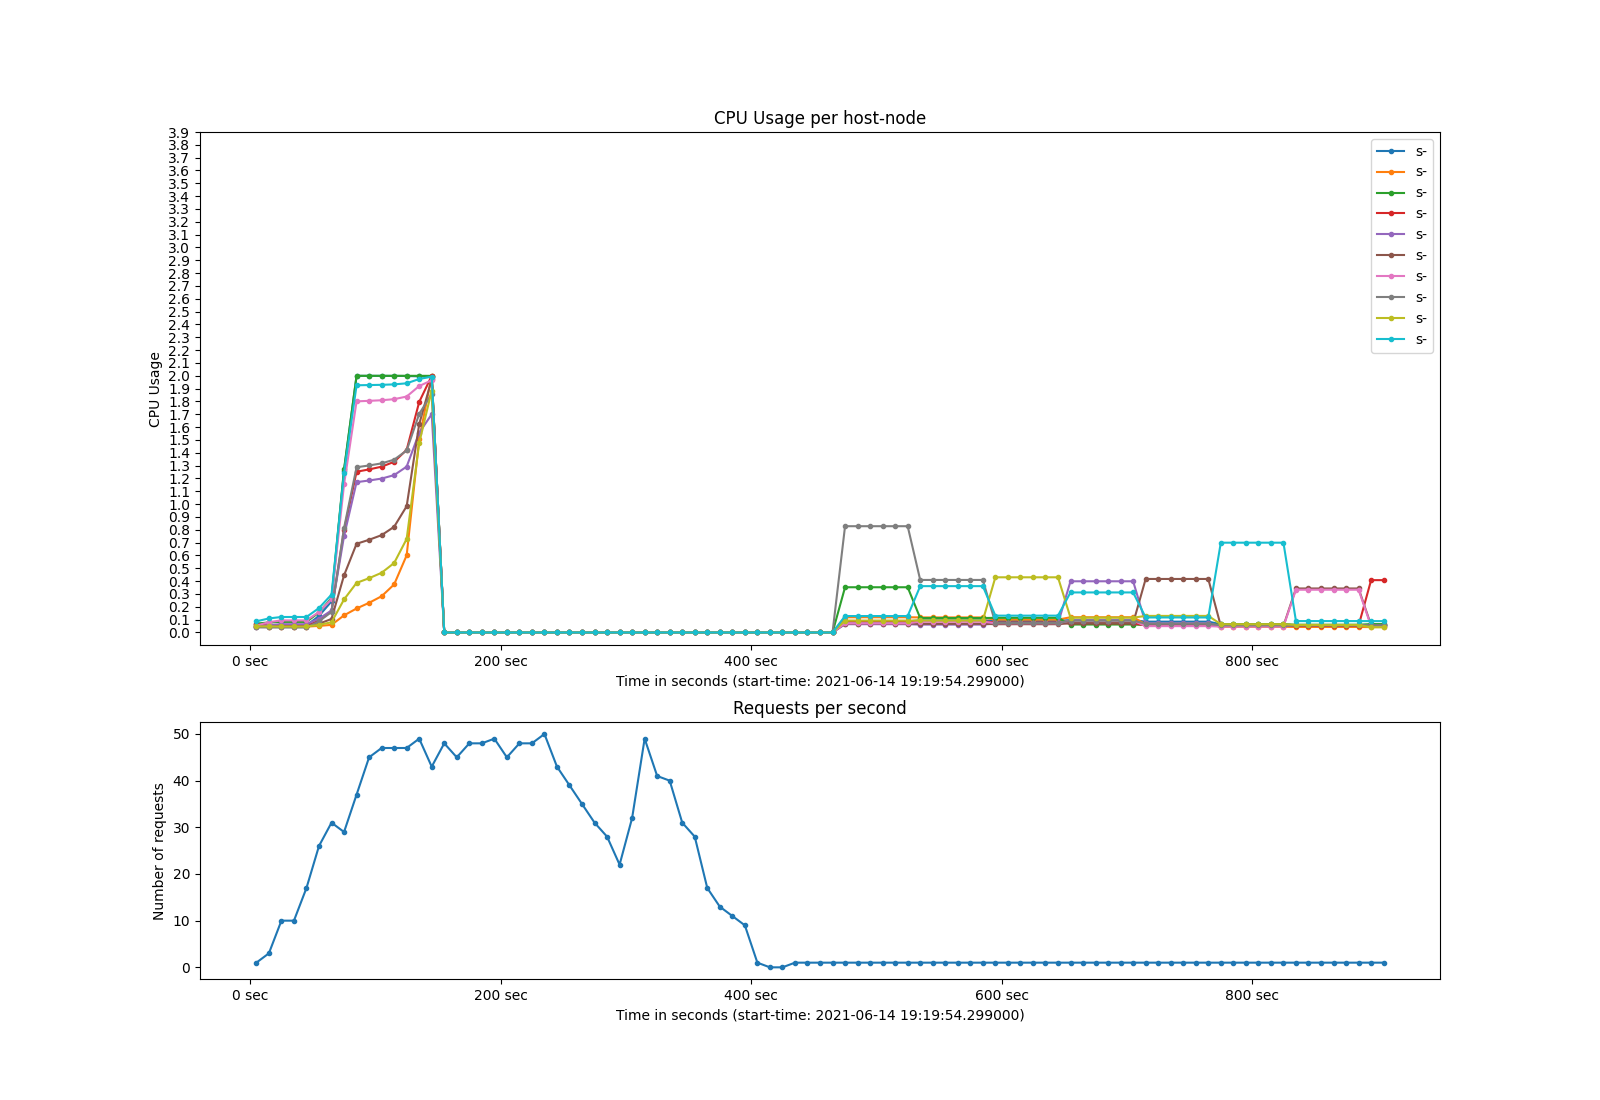 CPU Usage per host-node
3.9
3.8
3.7
3.6
3.5
3.4
3.3
3.2
3.1
3.0
2.9
2.8
2.7
2.6
2.5
2.4
2.3
2.2
2.1
2.0
1.9
1.8
1.7
1.6
1.5
1.4
1.3
1.2
1.1
1.0
0.9
0.8
0.7
0.6
0.5
0.4
0.3
0.2
0.1
0.0
CPU Usage
s-
s-
s-
s-
s-
s-
s-
s-
s-
s-
0 sec 200 sec 400 sec 600 sec 800 sec
Time in seconds (start-time: 2021-06-14 19:19:54.299000)
Requests per second
50
40
30
20
10
0
Number of requests
0 sec 200 sec 400 sec 600 sec 800 sec
Time in seconds (start-time: 2021-06-14 19:19:54.299000)